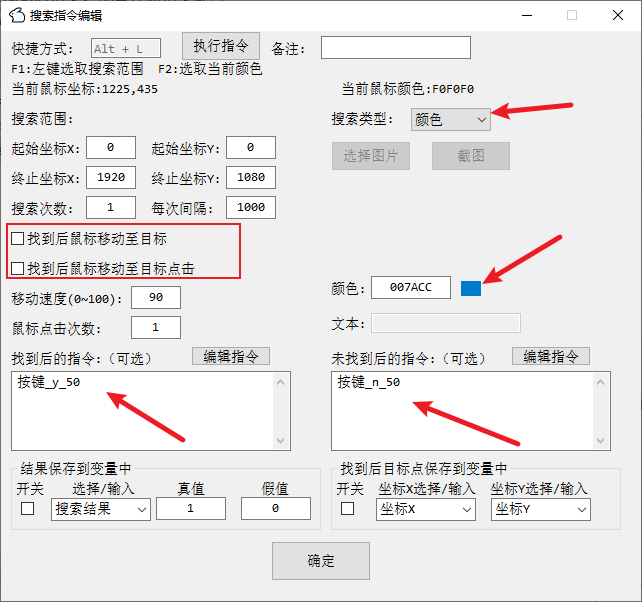 搜索指令编辑
快捷方式: Alt + L 执行指令 备注:
F1:左键选取搜索范围 F2:选取当前颜色
当前鼠标坐标:1225,435 当前鼠标颜色:F0F0F0
搜索范围: 搜索类型: 颜色
起始坐标X: 0 起始坐标Y: 0 选择图片 截图
终止坐标X: 1920 终止坐标Y: 1080
搜索次数: 1 每次间隔: 1000
找到后鼠标移动至目标
找到后鼠标移动至目标点击
颜色: 007ACC
移动速度(0~100): 90
鼠标点击次数: 1 文本:
找到后的指令:（可选） 编辑指令 未找到后的指令:（可选） 编辑指令
按键_y_50 按键_n_50
结果保存到变量中 找到后目标点保存到变量中
开关 选择/输入 真值 假值 开关 坐标X选择/输入 坐标Y选择/输入
搜索结果 1 0 坐标X 坐标Y
确定